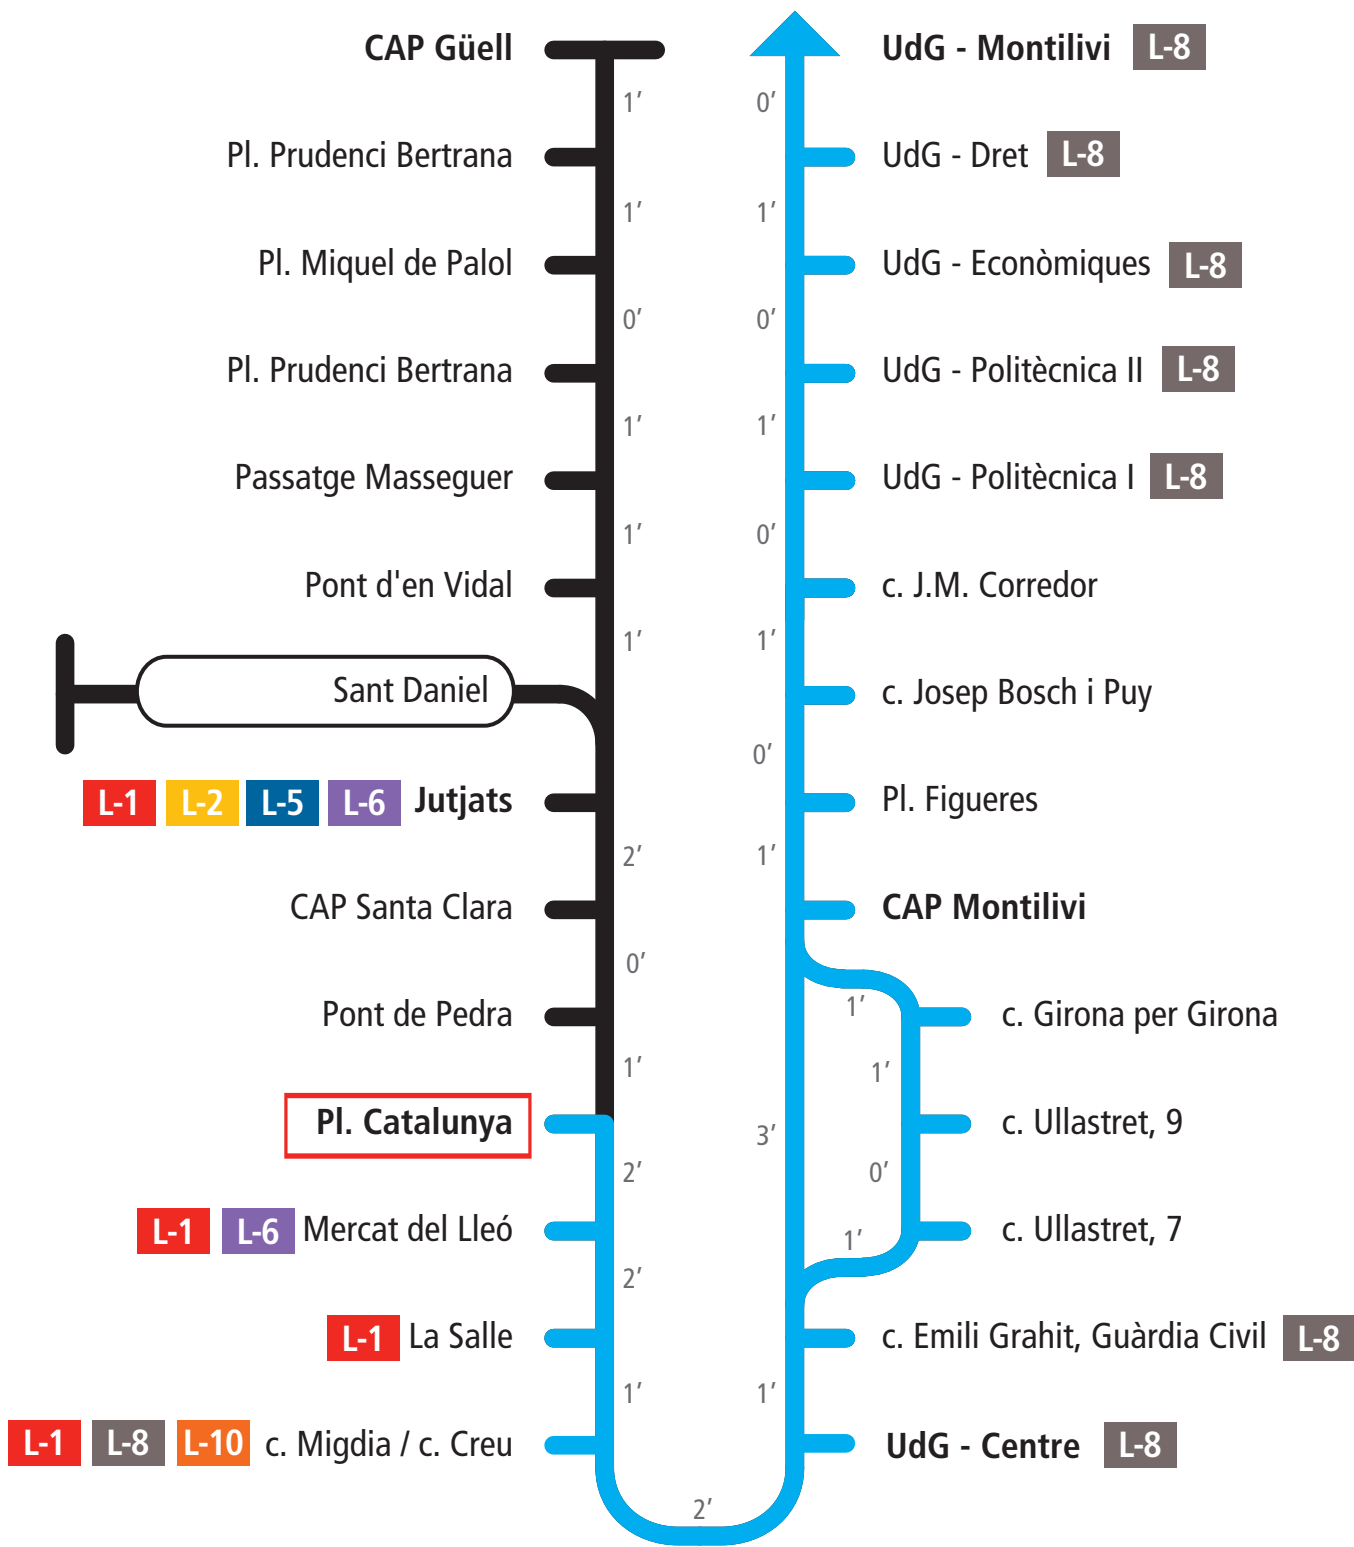 CAP Güell
1′
Pl. Prudenci Bertrana
1′
Pl. Miquel de Palol
0′
Pl. Prudenci Bertrana
1′
Passatge Masseguer
1′
Pont d'en Vidal
1′
Sant Daniel
L-1 L-2 L-5 L-6 Jutjats
2′
CAP Santa Clara
0′
Pont de Pedra
1′
Pl. Catalunya
2′
L-1 L-6 Mercat del Lleó
2′
L-1 La Salle
1′
L-1 L-8 L-10 c. Migdia / c. Creu
2′
UdG - Montilivi L-8
0′
UdG - Dret L-8
1′
UdG - Econòmiques L-8
0′
UdG - Politècnica II L-8
1′
UdG - Politècnica I L-8
0′
c. J.M. Corredor
1′
c. Josep Bosch i Puy
0′
Pl. Figueres
1′
CAP Montilivi
1′
c. Girona per Girona
1′
c. Ullastret, 9
3′
0′
c. Ullastret, 7
1′
c. Emili Grahit, Guàrdia Civil L-8
1′
UdG - Centre L-8